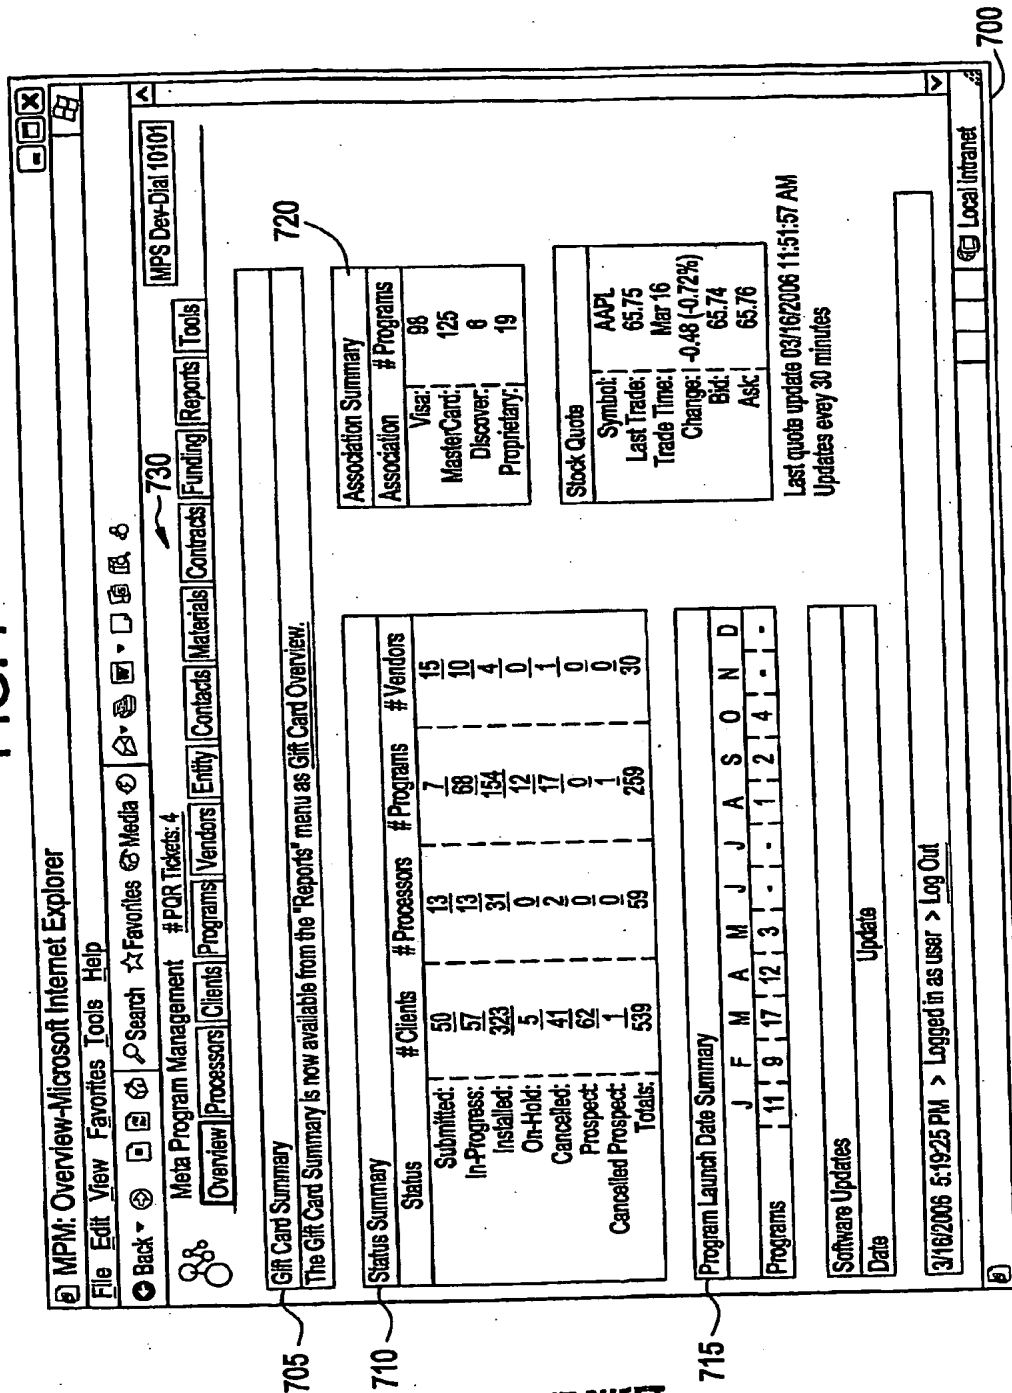 MPM: Overview-Microsoft Internet Explorer
File Edit View Favorites Tools Help
Back Search Favorites Media
Meta Program Management #PQR Tickets: 4 730 MPS Dev-Dial 10101
Overview Processors Clients Programs Vendors Entity Contacts Materials Contracts Funding Reports Tools
705
Gift Card Summary
The Gift Card Summary is now available from the "Reports" menu as Gift Card Overview.
710
Status Summary
Status # Clients # Processors # Programs # Vendors
Submitted: 50 13 7 15
In-Progress: 57 13 68 10
Installed: 323 31 154 4
On-Hold: 5 0 12 0
Cancelled: 41 2 17 1
Prospect: 62 0 0 0
Cancelled Prospect: 1 0 1 0
Totals: 539 59 259 30
720
Association Summary
Association # Programs
Visa: 98
MasterCard: 125
Discover: 6
Proprietary: 19
Stock Quote
Symbol: AAPL
Last Trade: 65.75
Trade Time: Mar 16
Change: -0.48 (-0.72%)
Bid: 65.74
Ask: 65.76
Last quote update 03/16/2006 11:51:57 AM
Updates evey 30 minutes
715
Program Launch Date Summary
J F M A M J J A S O N D
Programs 11 9 17 12 3 - - 1 2 4 - -
Software Updates
Date Update
3/16/2006 5:19:25 PM > Logged in as user > Log Out
Local intranet
700